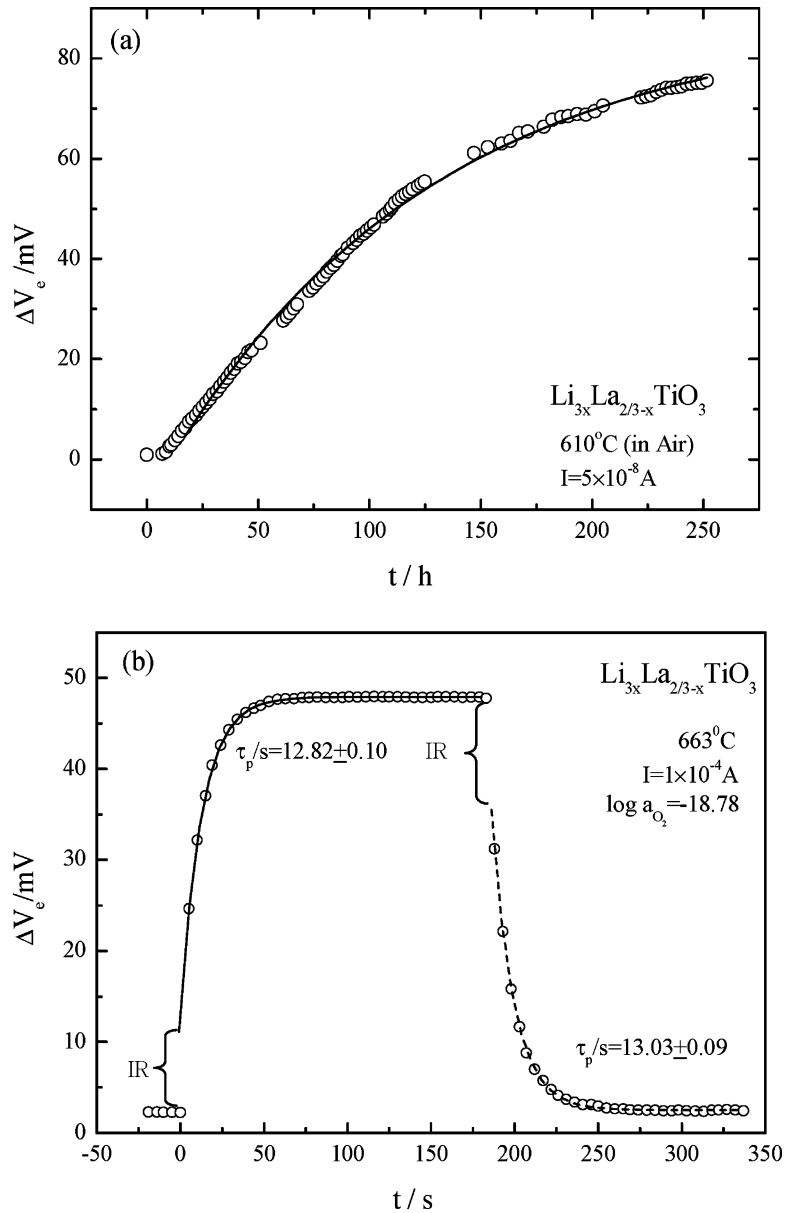 (a)
80
60
40
20
0
ΔVₑ /mV
Li₃ₓLa₂/₃₋ₓTiO₃
610°C (in Air)
I=5×10⁻⁸A
0 50 100 150 200 250
t / h
(b)
50
40
30
20
10
0
ΔVₑ /mV
Li₃ₓLa₂/₃₋ₓTiO₃
663⁰C
I=1×10⁻⁴A
log a_O₂=-18.78
τₚ/s=12.82±0.10
IR
IR
τₚ/s=13.03±0.09
-50 0 50 100 150 200 250 300 350
t / s